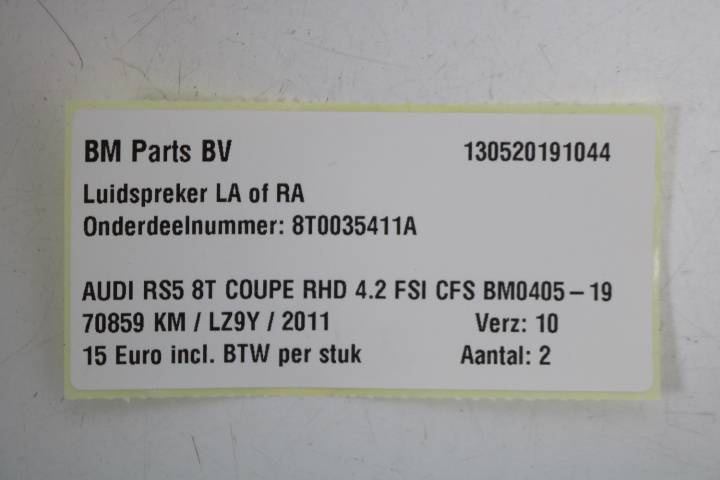 BM Parts BV 130520191044
Luidspreker LA of RA
Onderdeelnummer: 8T0035411A
AUDI RS5 8T COUPE RHD 4.2 FSI CFS BM0405-19
70859 KM / LZ9Y / 2011 Verz: 10
15 Euro incl. BTW per stuk Aantal: 2